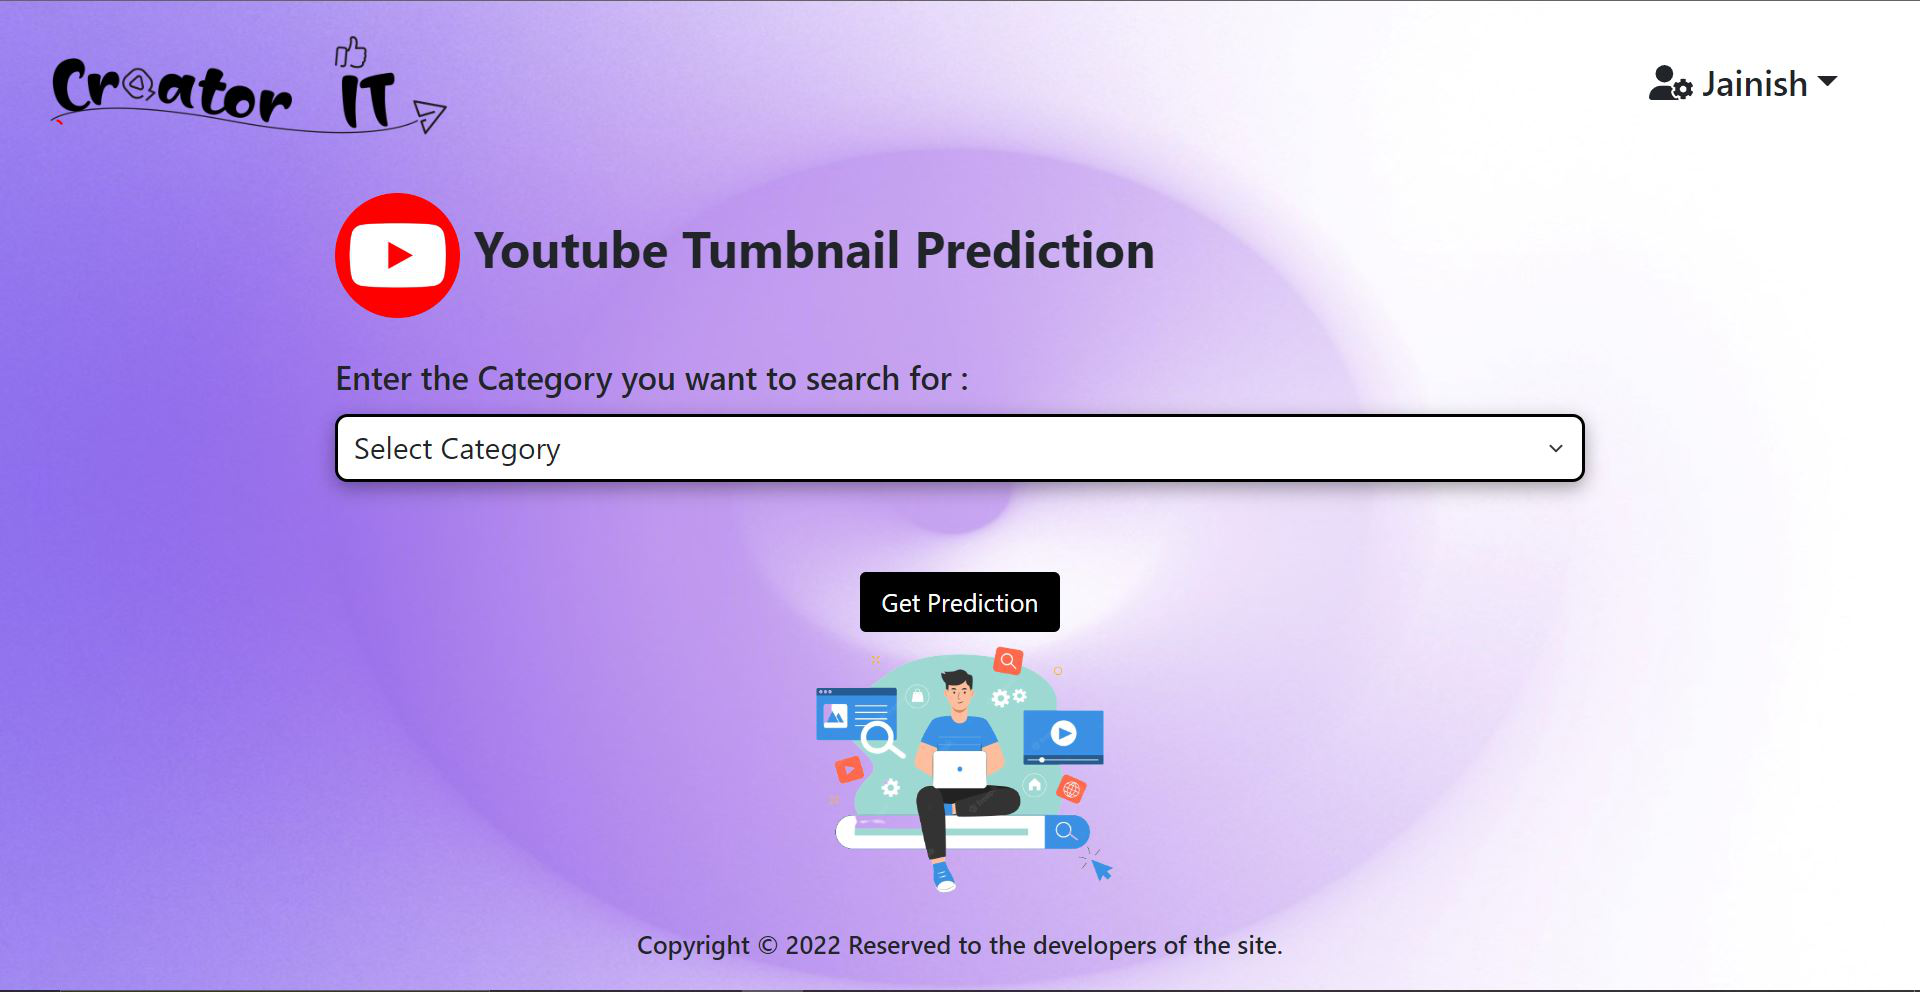 Creator IT
Jainish
Youtube Tumbnail Prediction
Enter the Category you want to search for :
Select Category
Get Prediction
Copyright © 2022 Reserved to the developers of the site.